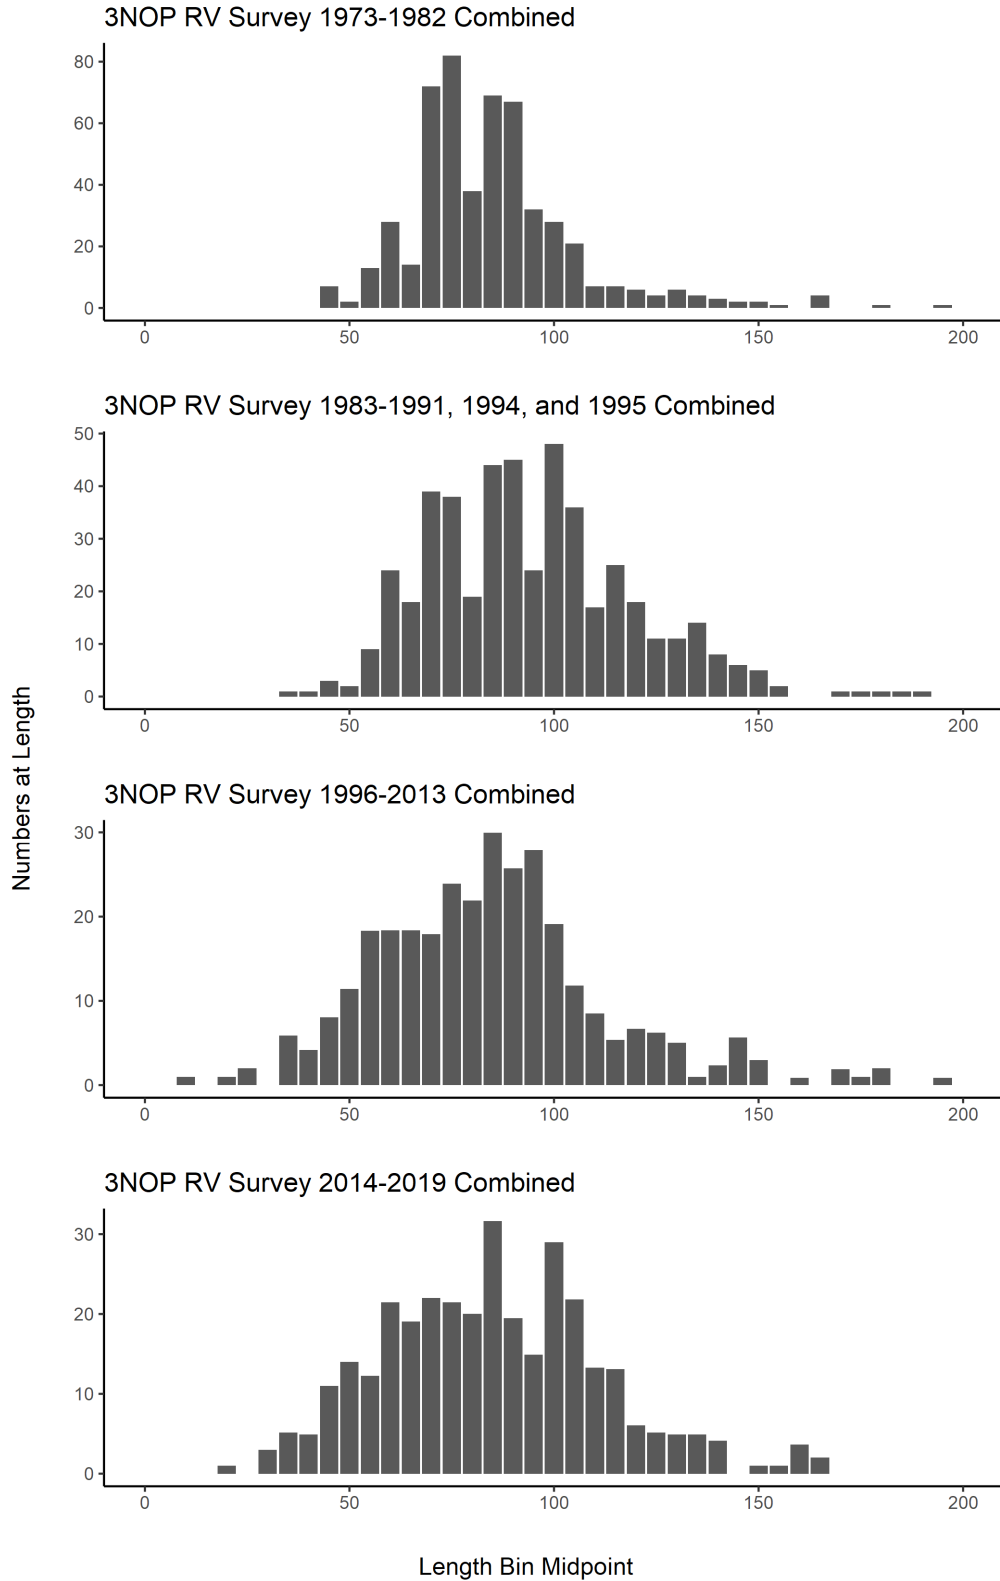 3NOP RV Survey 1973-1982 Combined
80
60
40
20
0
0 50 100 150 200
3NOP RV Survey 1983-1991, 1994, and 1995 Combined
50
40
30
20
10
0
0 50 100 150 200
Numbers at Length
3NOP RV Survey 1996-2013 Combined
30
20
10
0
0 50 100 150 200
3NOP RV Survey 2014-2019 Combined
30
20
10
0
0 50 100 150 200
Length Bin Midpoint